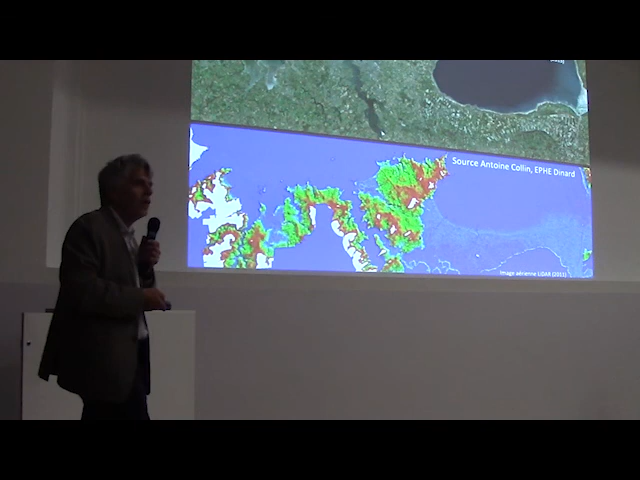 Source Antoine Collin, EPHE Dinard
Image aérienne LiDAR (2011)